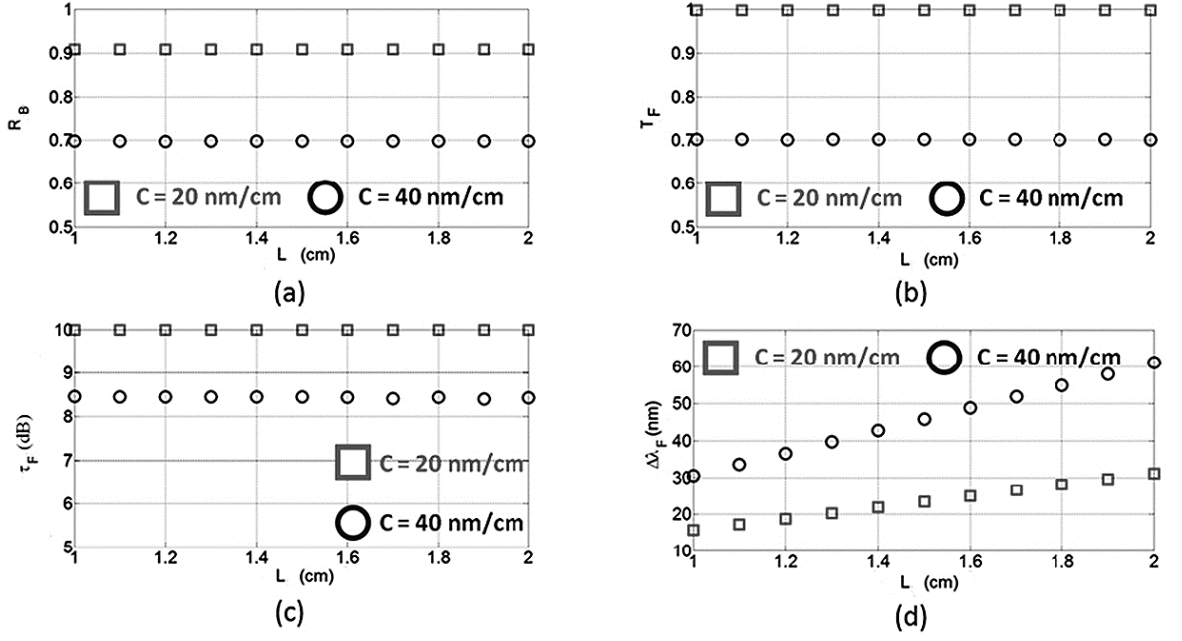 1
0.9
0.8
0.7
0.6
0.5
R B
C = 20 nm/cm
C = 40 nm/cm
1 1.2 1.4 1.6 1.8 2
L (cm)
(a)
1
0.9
0.8
0.7
0.6
0.5
T F
C = 20 nm/cm
C = 40 nm/cm
1 1.2 1.4 1.6 1.8 2
L (cm)
(b)
10
9
8
7
6
5
τ F (dB)
C = 20 nm/cm
C = 40 nm/cm
1 1.2 1.4 1.6 1.8 2
L (cm)
(c)
70
60
50
40
30
20
10
Δλ F (nm)
C = 20 nm/cm
C = 40 nm/cm
1 1.2 1.4 1.6 1.8 2
L (cm)
(d)